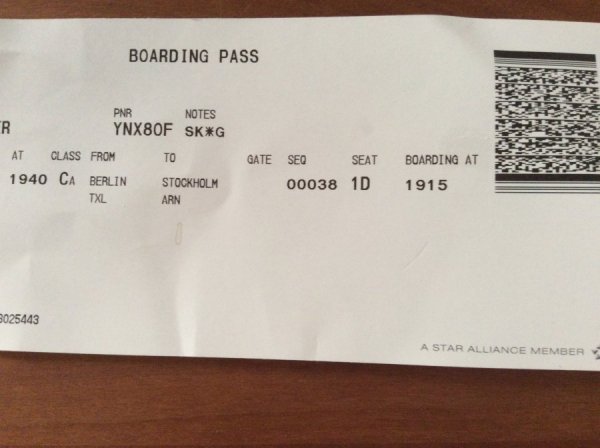 BOARDING PASS
PNR NOTES
R YNX8OF SK*G
AT CLASS FROM TO GATE SEQ SEAT BOARDING AT
1940 CA BERLIN STOCKHOLM 00038 1D 1915
TXL ARN
6025443
A STAR ALLIANCE MEMBER